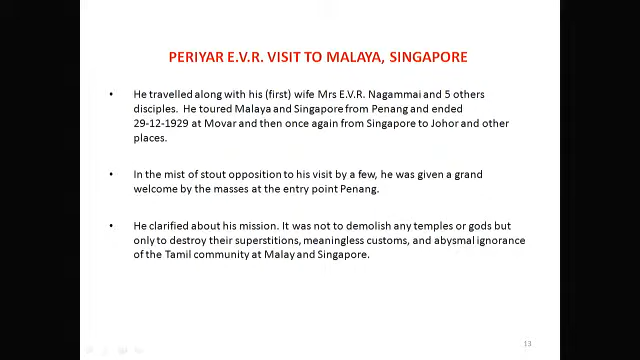 PERIYAR E.V.R. VISIT TO MALAYA, SINGAPORE
• He travelled along with his (first) wife Mrs E.V.R. Nagammai and 5 others
disciples. He toured Malaya and Singapore from Penang and ended
29-12-1929 at Movar and then once again from Singapore to Johor and other
places.
• In the mist of stout opposition to his visit by a few, he was given a grand
welcome by the masses at the entry point Penang.
• He clarified about his mission. It was not to demolish any temples or gods but
only to destroy their superstitions, meaningless customs, and abysmal ignorance
of the Tamil community at Malay and Singapore.
13